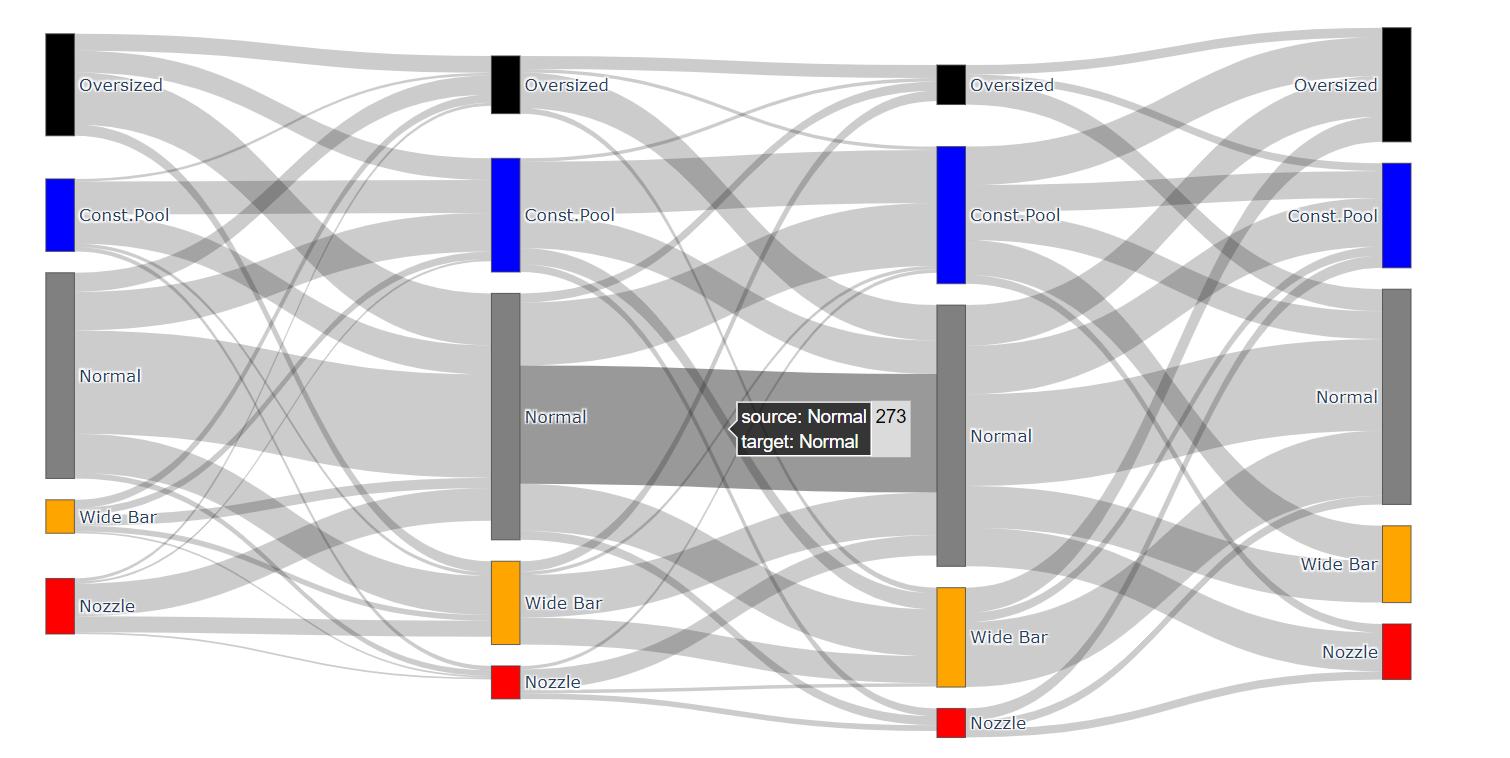 Oversized
Const.Pool
Normal
Wide Bar
Nozzle
Oversized
Const.Pool
Normal
Wide Bar
Nozzle
source: Normal 273
target: Normal
Oversized
Const.Pool
Normal
Wide Bar
Nozzle
Oversized
Const.Pool
Normal
Wide Bar
Nozzle